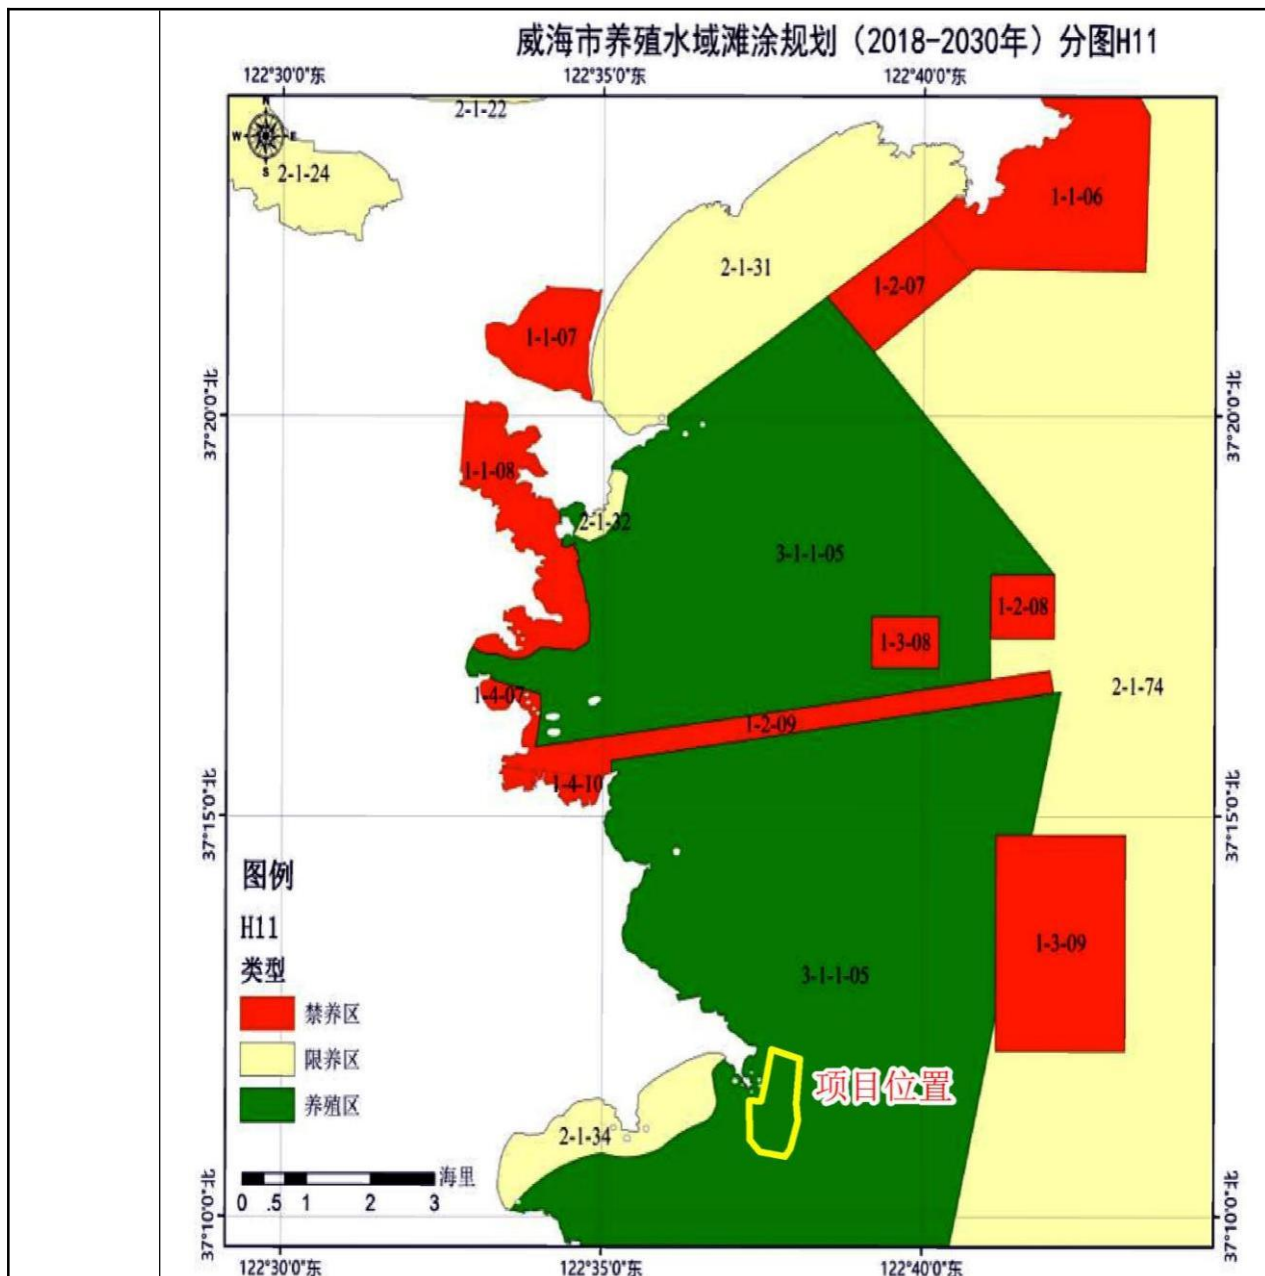 威海市养殖水域滩涂规划（2018-2030年）分图H11
122°30'0"东
122°35'0"东
122°40'0"东
N
W
E
S
2-1-22
2-1-24
1-1-06
2-1-31
1-2-07
1-1-07
37°20'0"北
37°20'0"北
1-1-08
2-1-32
3-1-1-05
1-2-08
1-3-08
2-1-74
1-4-07
1-2-09
1-4-10
37°15'0"北
37°15'0"北
图例
H11
类型
禁养区
限养区
养殖区
1-3-09
3-1-1-05
项目位置
2-1-34
海里
0 .5 1 2 3
37°10'0"北
37°10'0"北
122°30'0"东
122°35'0"东
122°40'0"东